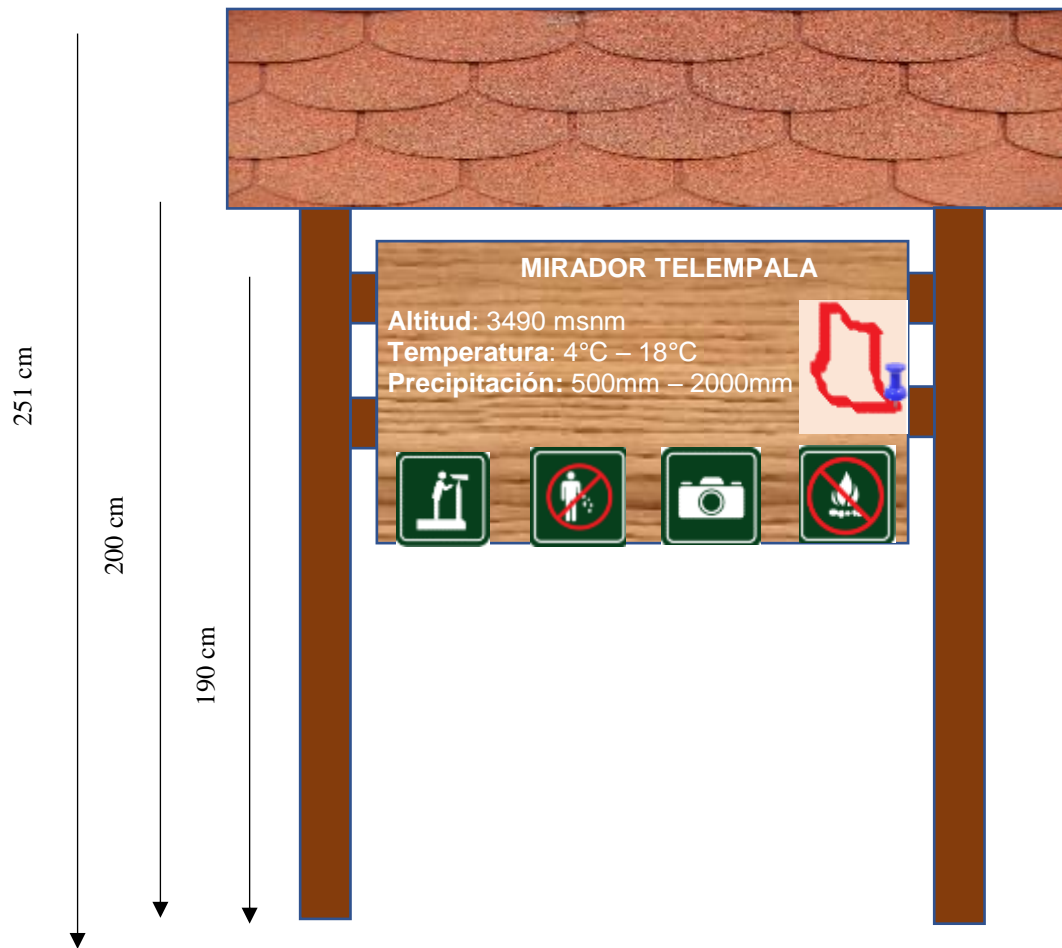 MIRADOR TELEMPALA
Altitud: 3490 msnm
Temperatura: 4°C – 18°C
Precipitación: 500mm – 2000mm
251 cm
200 cm
190 cm